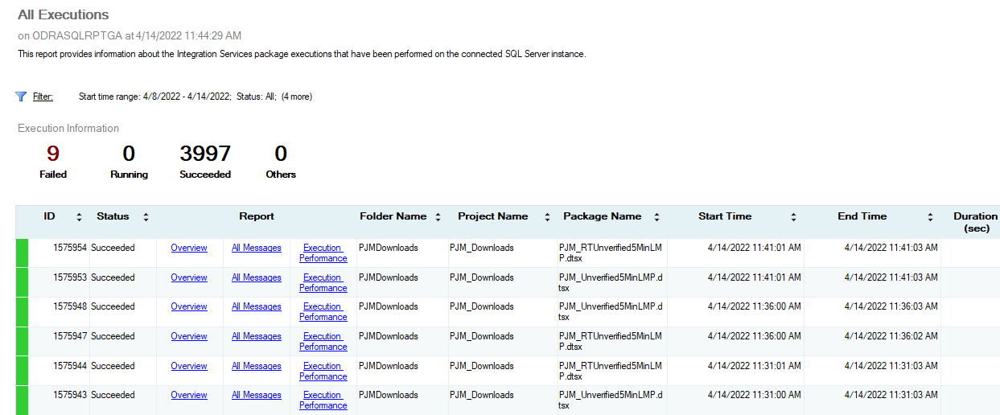 All Executions
on ODRASQLRPTGA at 4/14/2022 11:44:29 AM
This report provides information about the Integration Services package executions that have been performed on the connected SQL Server instance.
Filter: Start time range: 4/8/2022 - 4/14/2022; Status: All; (4 more)
Execution Information
9 0 3997 0
Failed Running Succeeded Others
ID Status Report Folder Name Project Name Package Name Start Time End Time Duration
(sec)
1575954 Succeeded Overview All Messages Execution PJMDownloads PJM_Downloads PJM_RTUnverified5MinLM 4/14/2022 11:41:01 AM 4/14/2022 11:41:03 AM
Performance P.dtsx
1575953 Succeeded Overview All Messages Execution PJMDownloads PJM_Downloads PJM_Unverified5MinLMP.d 4/14/2022 11:41:01 AM 4/14/2022 11:41:03 AM
Performance tsx
1575948 Succeeded Overview All Messages Execution PJMDownloads PJM_Downloads PJM_Unverified5MinLMP.d 4/14/2022 11:36:00 AM 4/14/2022 11:36:03 AM
Performance tsx
1575947 Succeeded Overview All Messages Execution PJMDownloads PJM_Downloads PJM_RTUnverified5MinLM 4/14/2022 11:36:00 AM 4/14/2022 11:36:02 AM
Performance P.dtsx
1575944 Succeeded Overview All Messages Execution PJMDownloads PJM_Downloads PJM_RTUnverified5MinLM 4/14/2022 11:31:01 AM 4/14/2022 11:31:03 AM
Performance P.dtsx
1575943 Succeeded Overview All Messages Execution PJMDownloads PJM_Downloads PJM_Unverified5MinLMP.d 4/14/2022 11:31:00 AM 4/14/2022 11:31:03 AM
Performance tsx